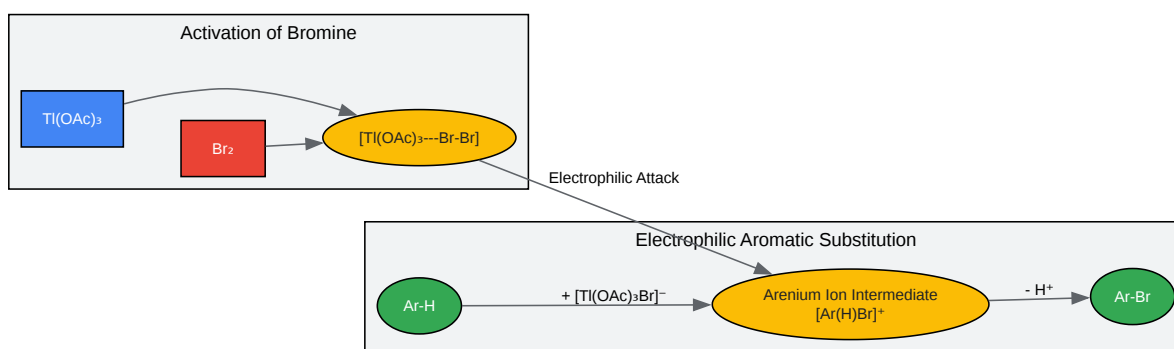 Activation of Bromine
Tl(OAc)₃
Br₂
[Tl(OAc)₃---Br-Br]
Electrophilic Attack
Electrophilic Aromatic Substitution
Ar-H
+ [Tl(OAc)₃Br]⁻
Arenium Ion Intermediate
[Ar(H)Br]⁺
- H⁺
Ar-Br